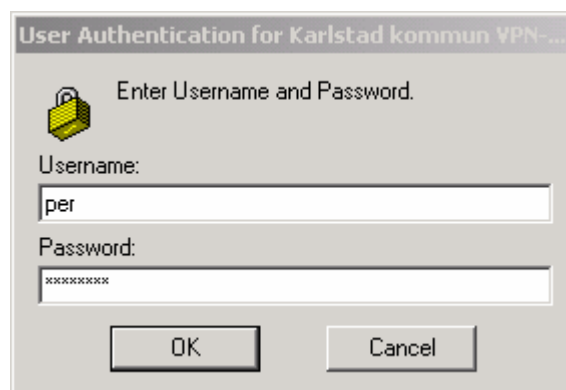 User Authentication for Karlstad kommun VPN-...
Enter Username and Password.
Username:
per
Password:
********
OK
Cancel